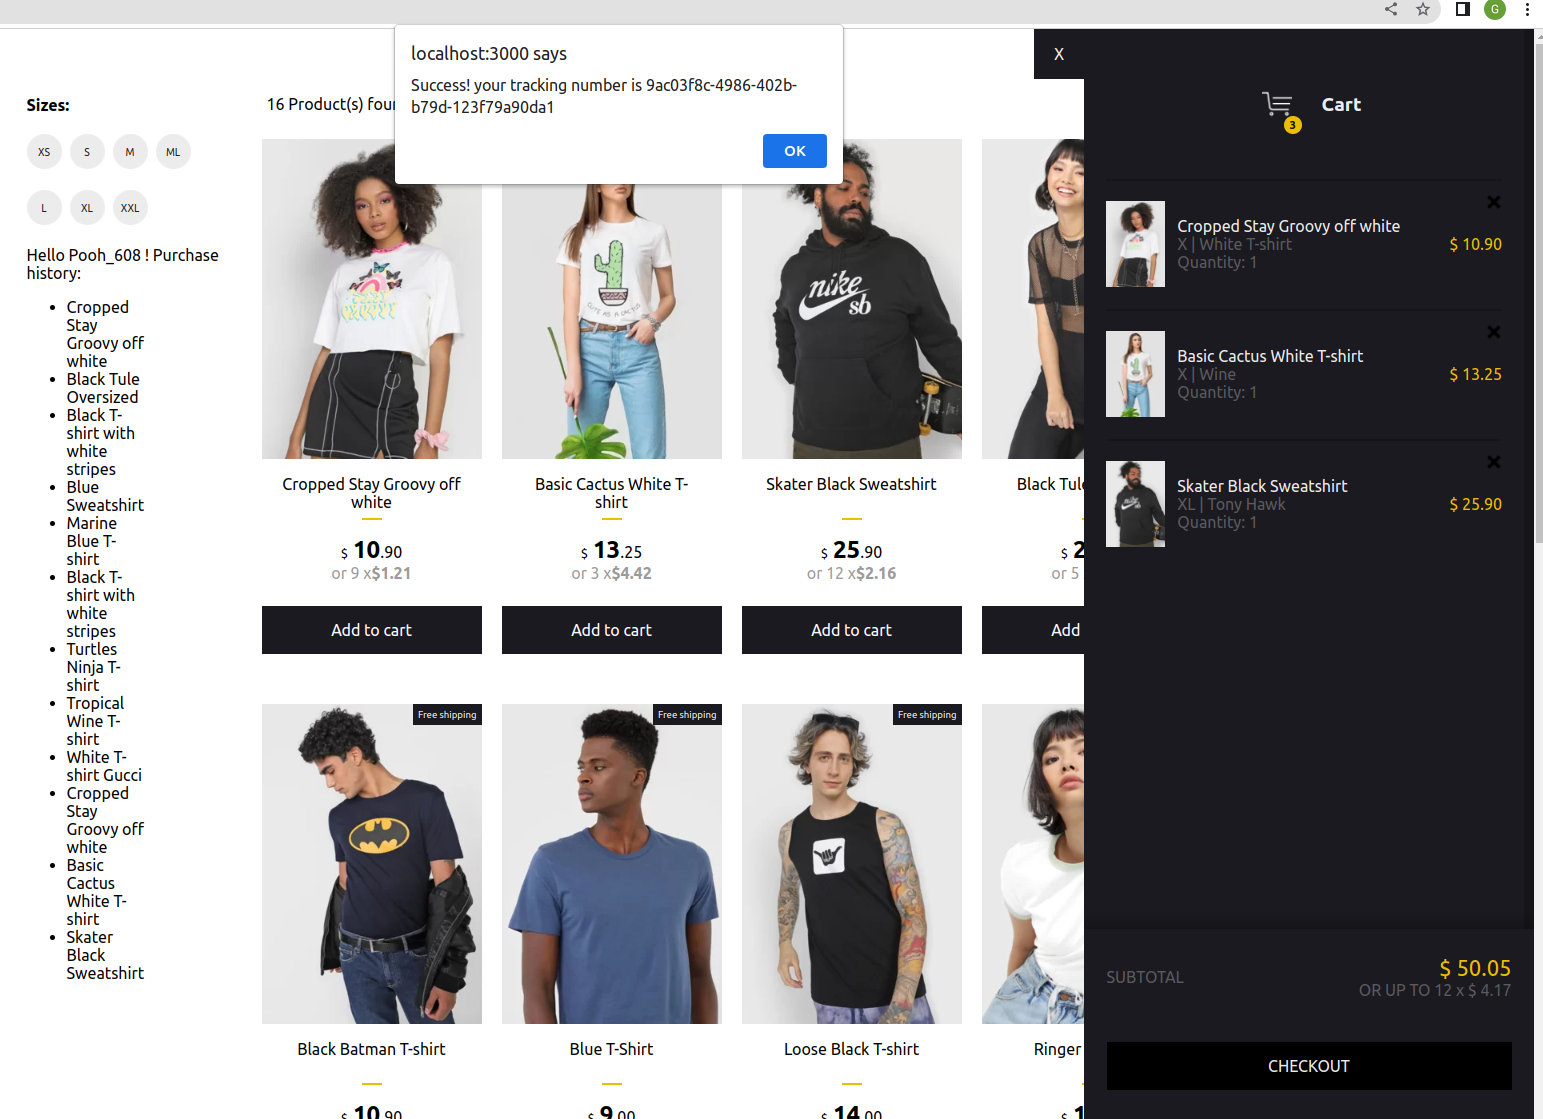 G
localhost:3000 says
Success! your tracking number is 9ac03f8c-4986-402b-
b79d-123f79a90da1
OK
X
Sizes:
XS
S
M
ML
L
XL
XXL
Hello Pooh_608 ! Purchase
history:
Cropped
Stay
Groovy off
white
Black Tule
Oversized
Black T-
shirt with
white
stripes
Blue
Sweatshirt
Marine
Blue T-
shirt
Black T-
shirt with
white
stripes
Turtles
Ninja T-
shirt
Tropical
Wine T-
shirt
White T-
shirt Gucci
Cropped
Stay
Groovy off
white
Basic
Cactus
White T-
shirt
Skater
Black
Sweatshirt
16 Product(s) four
CUTE AS A CACTUS
nike
sb
Cropped Stay Groovy off
white
$ 10.90
or 9 x$1.21
Add to cart
Basic Cactus White T-
shirt
$ 13.25
or 3 x$4.42
Add to cart
Skater Black Sweatshirt
$ 25.90
or 12 x$2.16
Add to cart
Black Tule
$ 2
or 5
Add
Free shipping
Free shipping
Free shipping
Black Batman T-shirt
$ 10.90
Blue T-Shirt
$ 9.00
Loose Black T-shirt
$ 14.00
Ringer
$ 1
Cart
3
Cropped Stay Groovy off white
X | White T-shirt
Quantity: 1
$ 10.90
Basic Cactus White T-shirt
X | Wine
Quantity: 1
$ 13.25
Skater Black Sweatshirt
XL | Tony Hawk
Quantity: 1
$ 25.90
SUBTOTAL
$ 50.05
OR UP TO 12 x $ 4.17
CHECKOUT